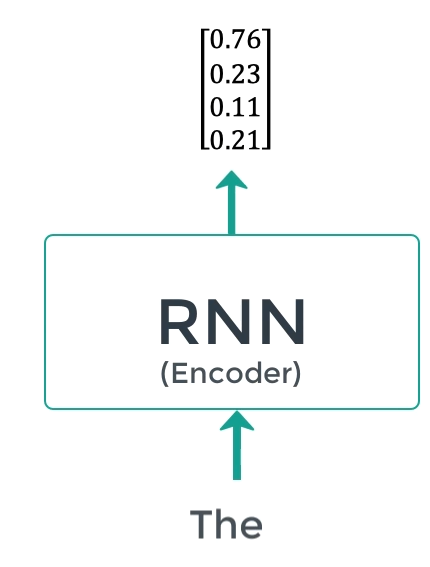 [0.76]
[0.23]
[0.11]
[0.21]
RNN
(Encoder)
The